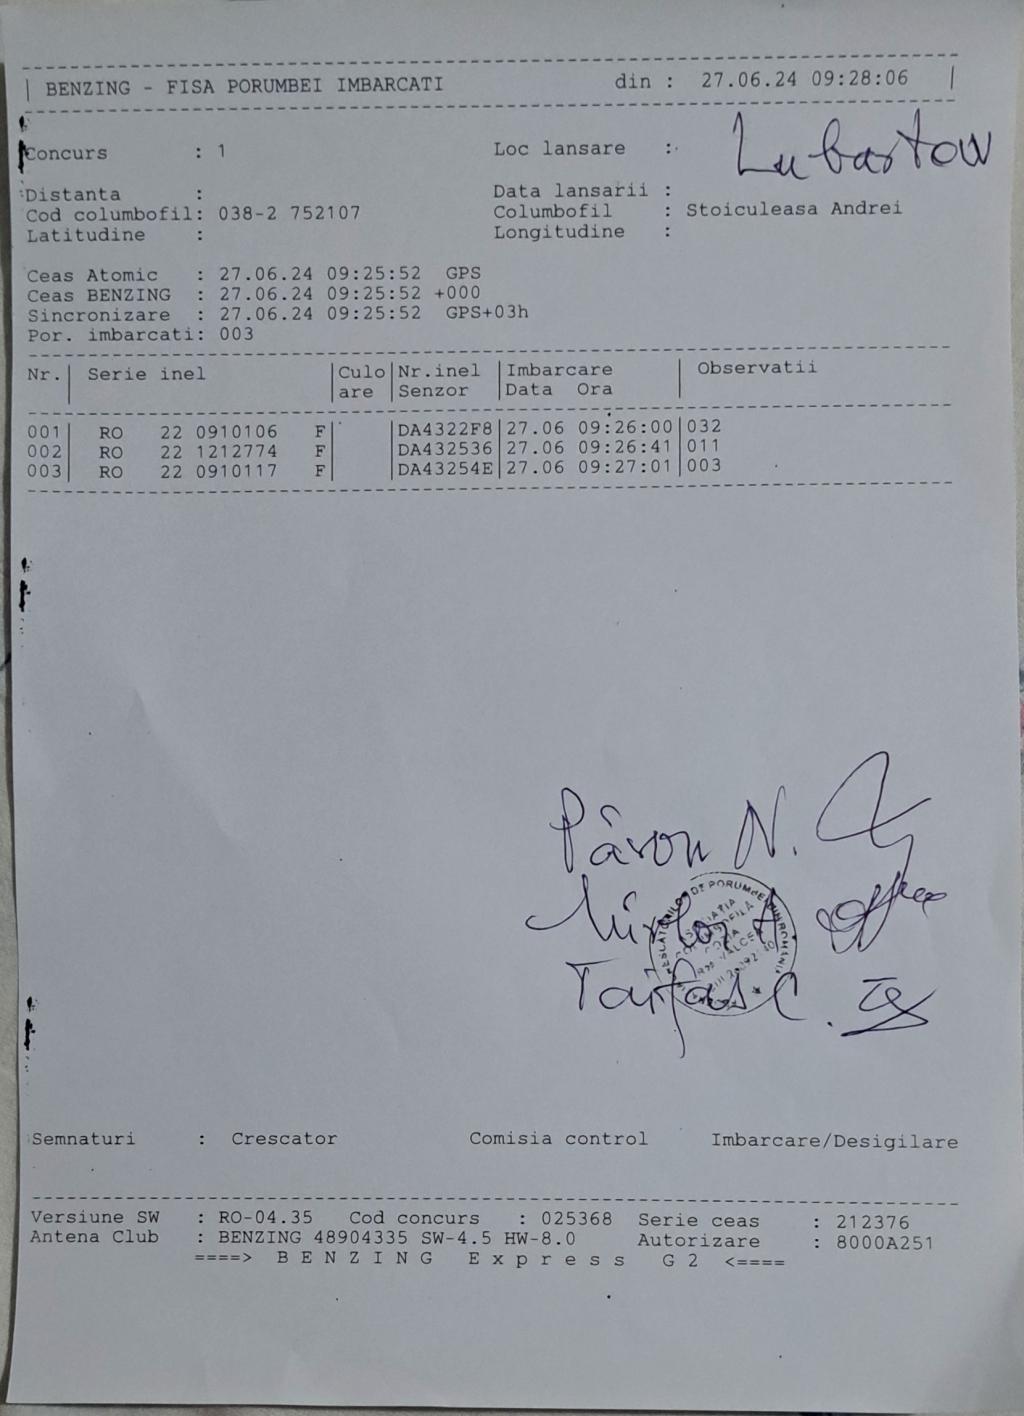 | BENZING - FISA PORUMBEI IMBARCATI din : 27.06.24 09:28:06 |
Concurs : 1 Loc lansare : Lubartow
Distanta : Data lansarii :
Cod columbofil: 038-2 752107 Columbofil : Stoiculeasa Andrei
Latitudine : Longitudine :
Ceas Atomic : 27.06.24 09:25:52 GPS
Ceas BENZING : 27.06.24 09:25:52 +000
Sincronizare : 27.06.24 09:25:52 GPS+03h
Por. imbarcati: 003
Nr.| Serie inel |Culo|Nr.inel |Imbarcare | Observatii
|are |Senzor |Data Ora |
001| RO 22 0910106 F| |DA4322F8|27.06 09:26:00|032
002| RO 22 1212774 F| |DA432536|27.06 09:26:41|011
003| RO 22 0910117 F| |DA43254E|27.06 09:27:01|003
N.
DE PORUMBEI DIN ROMANIA
C.
Semnaturi : Crescator Comisia control Imbarcare/Desigilare
Versiune SW : RO-04.35 Cod concurs : 025368 Serie ceas : 212376
Antena Club : BENZING 48904335 SW-4.5 HW-8.0 Autorizare : 8000A251
====> B E N Z I N G E x p r e s s G 2 <====